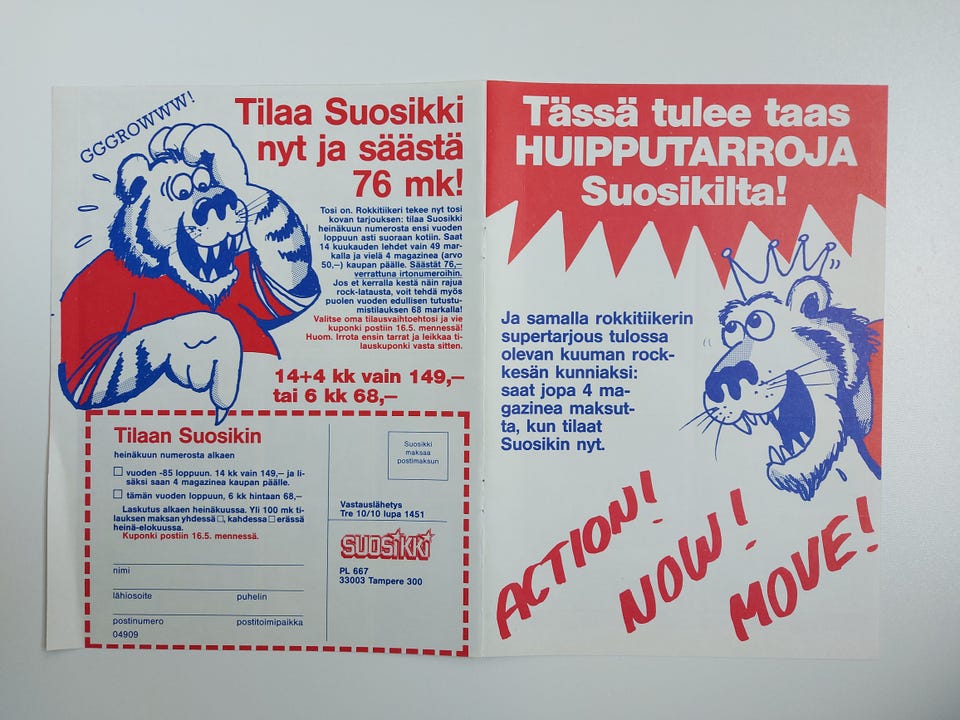 GGGROWWW!
Tilaa Suosikki
nyt ja säästä
76 mk!
Tosi on. Rokkitiikeri tekee nyt tosi
kovan tarjouksen: tilaa Suosikki
heinäkuun numerosta ensi vuoden
loppuun asti suoraan kotiin. Saat
14 kuukauden lehdet vain 49 mar-
kalla ja vielä 4 magazinea (arvo
50,–) kaupan päälle. Säästät 76,–
verrattuna irtonumeroihin.
Jos et kerralla kestä näin rajua
rock-latausta, voit tehdä myös
puolen vuoden edullisen tutustu-
mistilauksen 68 markalla!
Valitse oma tilausvaihtoehtosi ja vie
kuponki postiin 16.5. mennessä!
Huom. Irrota ensin tarrat ja leikkaa ti-
lauskuponki vasta sitten.
14+4 kk vain 149,–
tai 6 kk 68,–
Tilaan Suosikin
heinäkuun numerosta alkaen
vuoden -85 loppuun. 14 kk vain 149,– ja li-
säksi saan 4 magazinea kaupan päälle.
tämän vuoden loppuun, 6 kk hintaan 68,–
Laskutus alkaen heinäkuussa. Yli 100 mk ti-
lauksen maksan yhdessä □, kahdessa □ erässä
heinä-elokuussa.
Kuponki postiin 16.5. mennessä.
nimi
lähiosoite puhelin
postinumero postitoimipaikka
04909
Suosikki
maksaa
postimaksun
Vastauslähetys
Tre 10/10 lupa 1451
SUOSIKKI
PL 667
33003 Tampere 300
Tässä tulee taas
HUIPPUTARROJA
Suosikilta!
Ja samalla rokkitiikerin
supertarjous tulossa
olevan kuuman rock-
kesän kunniaksi:
saat jopa 4 ma-
gazinea maksut-
ta, kun tilaat
Suosikin nyt.
ACTION!
NOW!
MOVE!